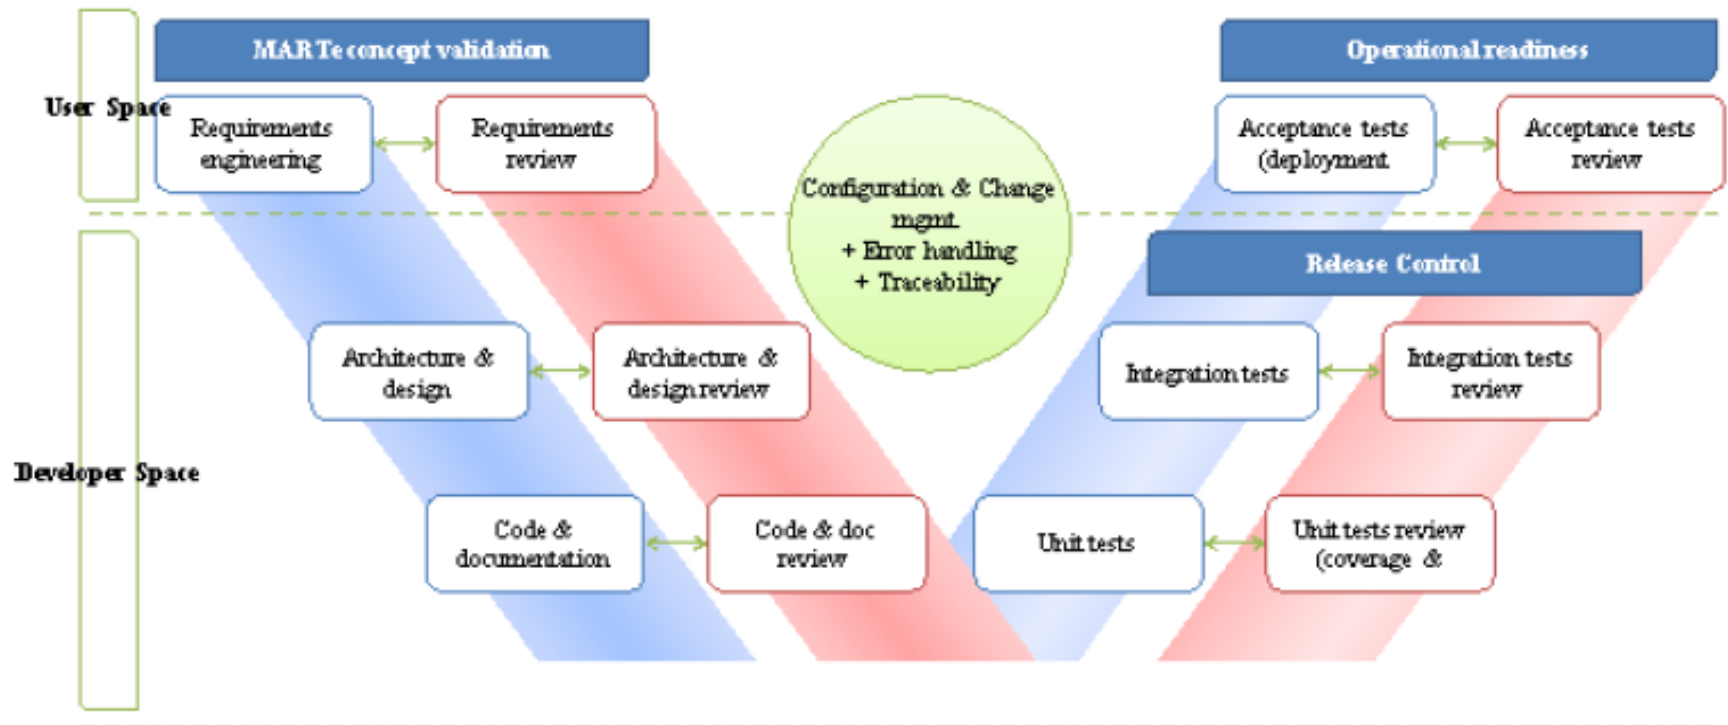 MARTe concept validation
Operational readiness
User Space
Requirements
engineering
Requirements
review
Configuration & Change
mgmt.
+ Error handling
+ Traceability
Acceptance tests
(deployment
Acceptance tests
review
Release Control
Architecture &
design
Architecture &
design review
Integration tests
Integration tests
review
Developer Space
Code &
documentation
Code & doc
review
Unit tests
Unit tests review
(coverage &